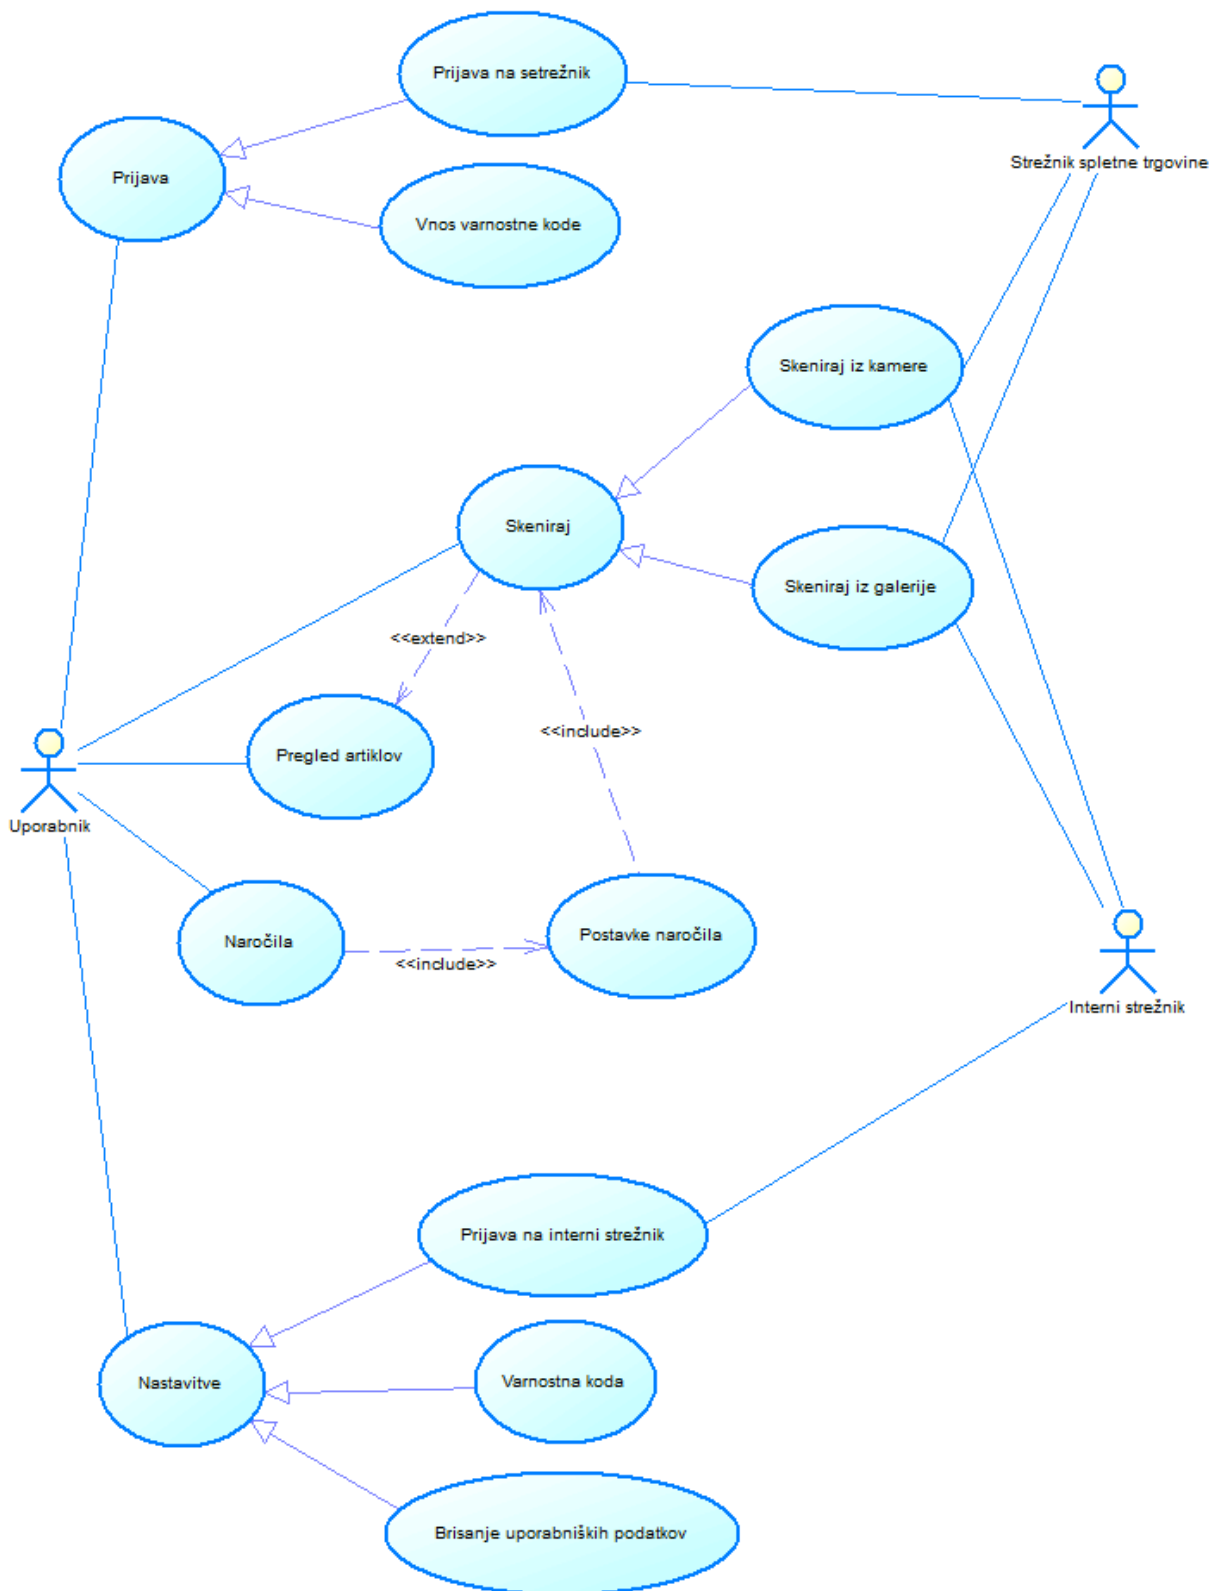 Prijava na setrežnik
Strežnik spletne trgovine
Prijava
Vnos varnostne kode
Skeniraj iz kamere
Skeniraj
Skeniraj iz galerije
<<extend>>
<<include>>
Pregled artiklov
Uporabnik
Naročila
<<include>>
Postavke naročila
Interni strežnik
Prijava na interni strežnik
Nastavitve
Varnostna koda
Brisanje uporabniških podatkov